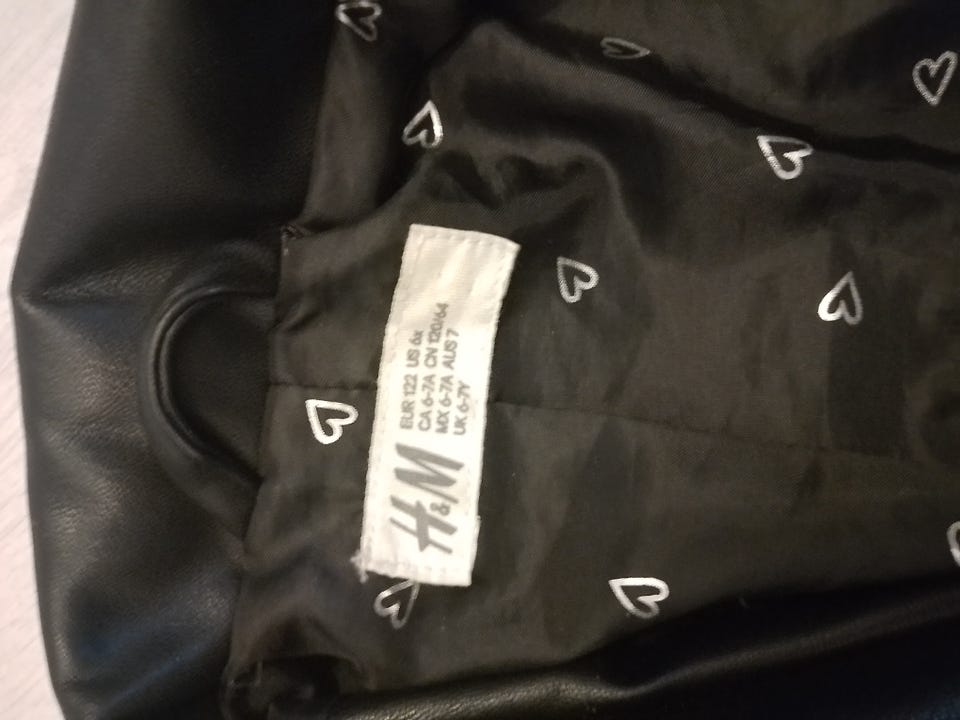 H&M
EUR 122 US 6x
CA 6-7A CN 120/64
MX 6-7A AUS 7
UK 6-7Y